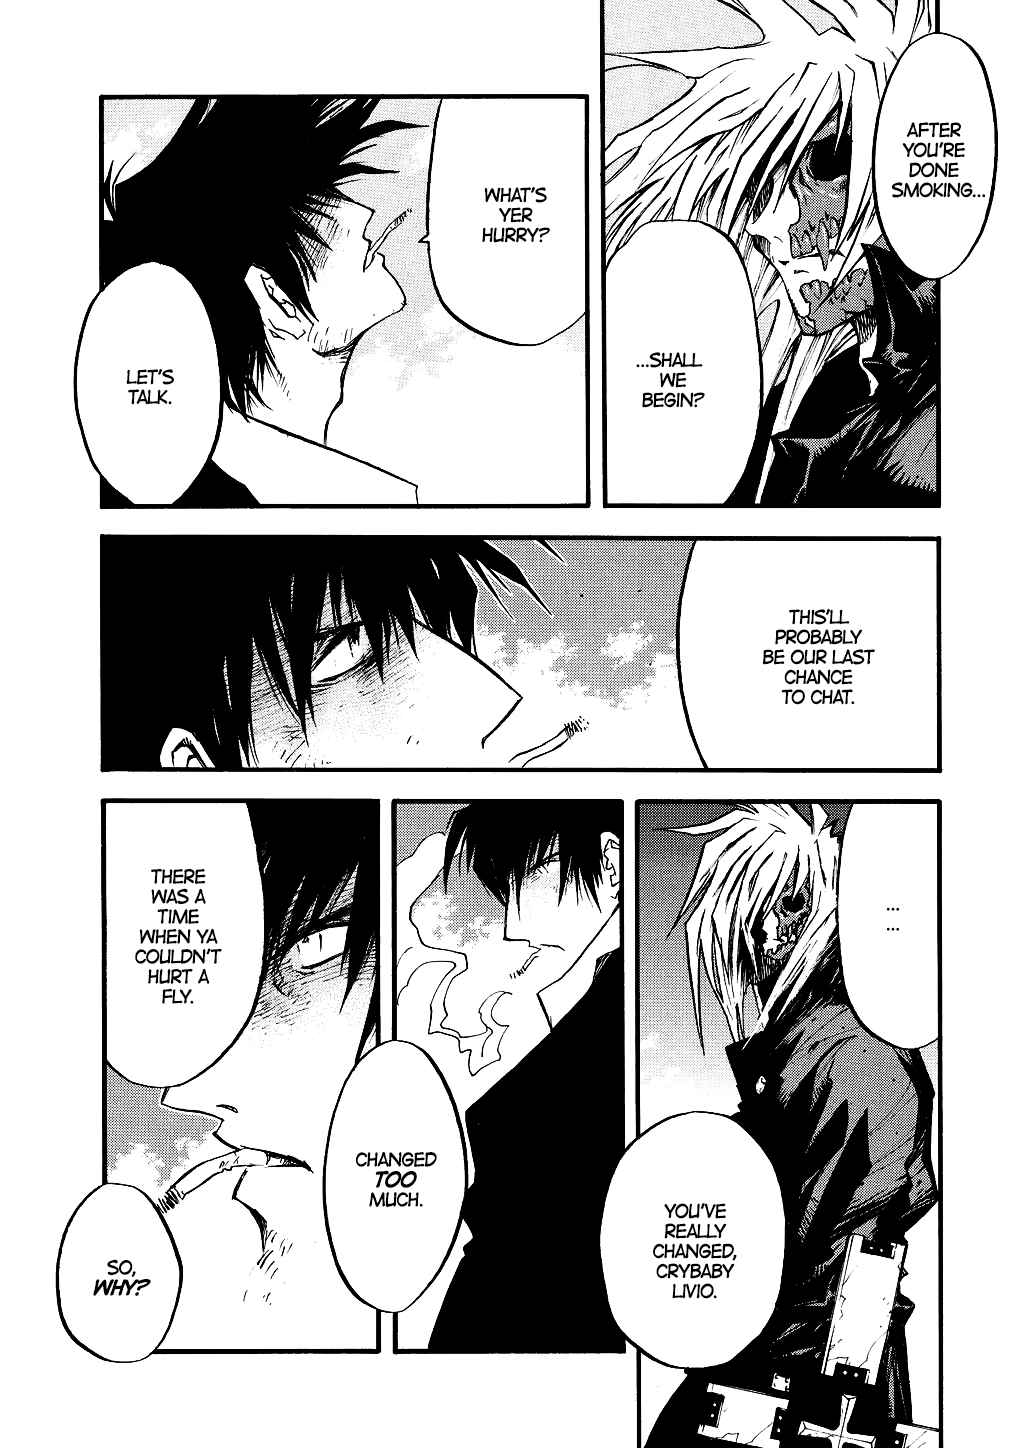 AFTER
YOU'RE
DONE
SMOKING...
...SHALL
WE
BEGIN?
WHAT'S
YER
HURRY?
LET'S
TALK.
THIS'LL
PROBABLY
BE OUR LAST
CHANCE
TO CHAT.
...
...
YOU'VE
REALLY
CHANGED,
CRYBABY
LIVIO.
CHANGED
TOO
MUCH.
THERE
WAS A
TIME
WHEN YA
COULDN'T
HURT A
FLY.
SO,
WHY?